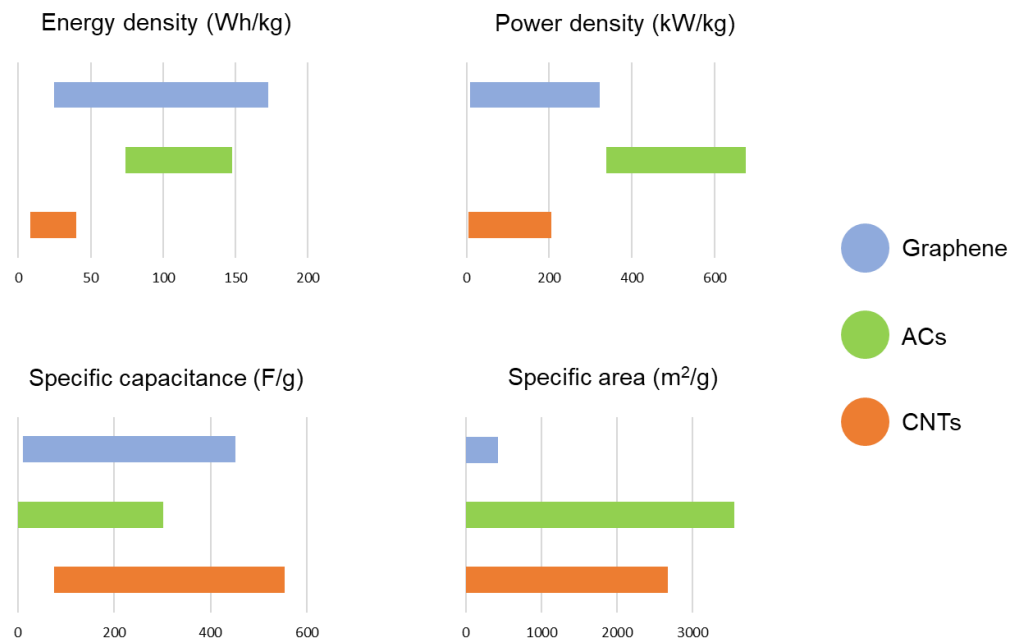 Energy density (Wh/kg)
0 50 100 150 200
Power density (kW/kg)
0 200 400 600
Specific capacitance (F/g)
0 200 400 600
Specific area (m²/g)
0 1000 2000 3000
Graphene
ACs
CNTs